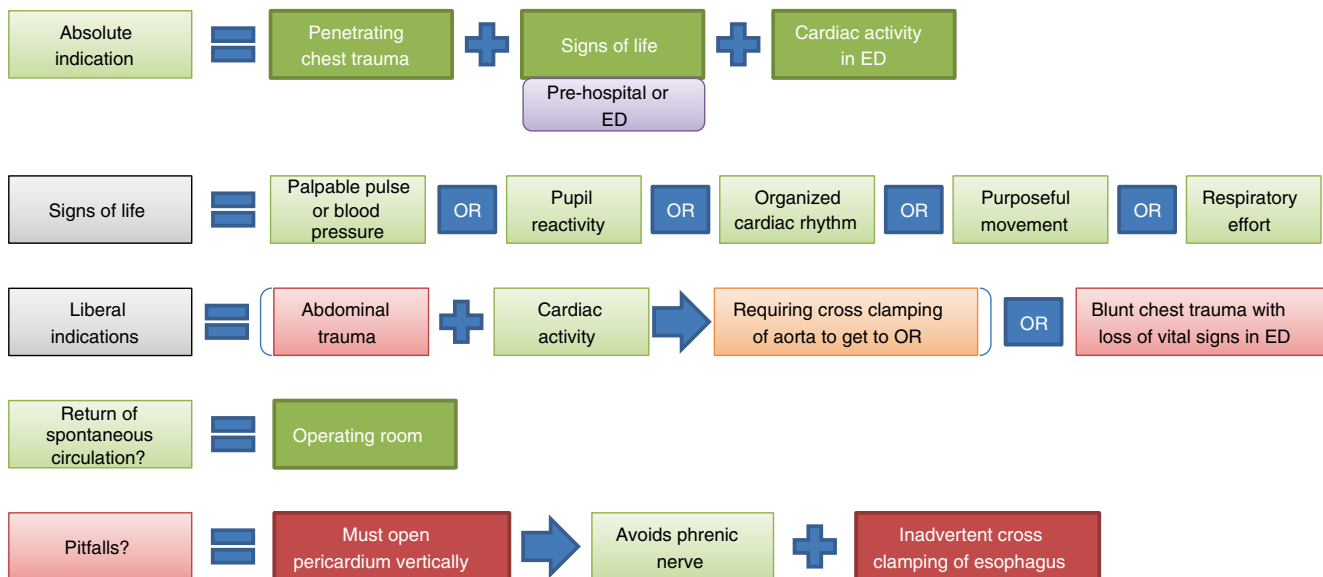 Absolute
indication
Penetrating
chest trauma
Signs of life
Pre-hospital or
ED
Cardiac activity
in ED
Signs of life
Palpable pulse
or blood
pressure
OR
Pupil
reactivity
OR
Organized
cardiac rhythm
OR
Purposeful
movement
OR
Respiratory
effort
Liberal
indications
Abdominal
trauma
Cardiac
activity
Requiring cross clamping
of aorta to get to OR
OR
Blunt chest trauma with
loss of vital signs in ED
Return of
spontaneous
circulation?
Operating room
Pitfalls?
Must open
pericardium vertically
Avoids phrenic
nerve
Inadvertent cross
clamping of esophagus